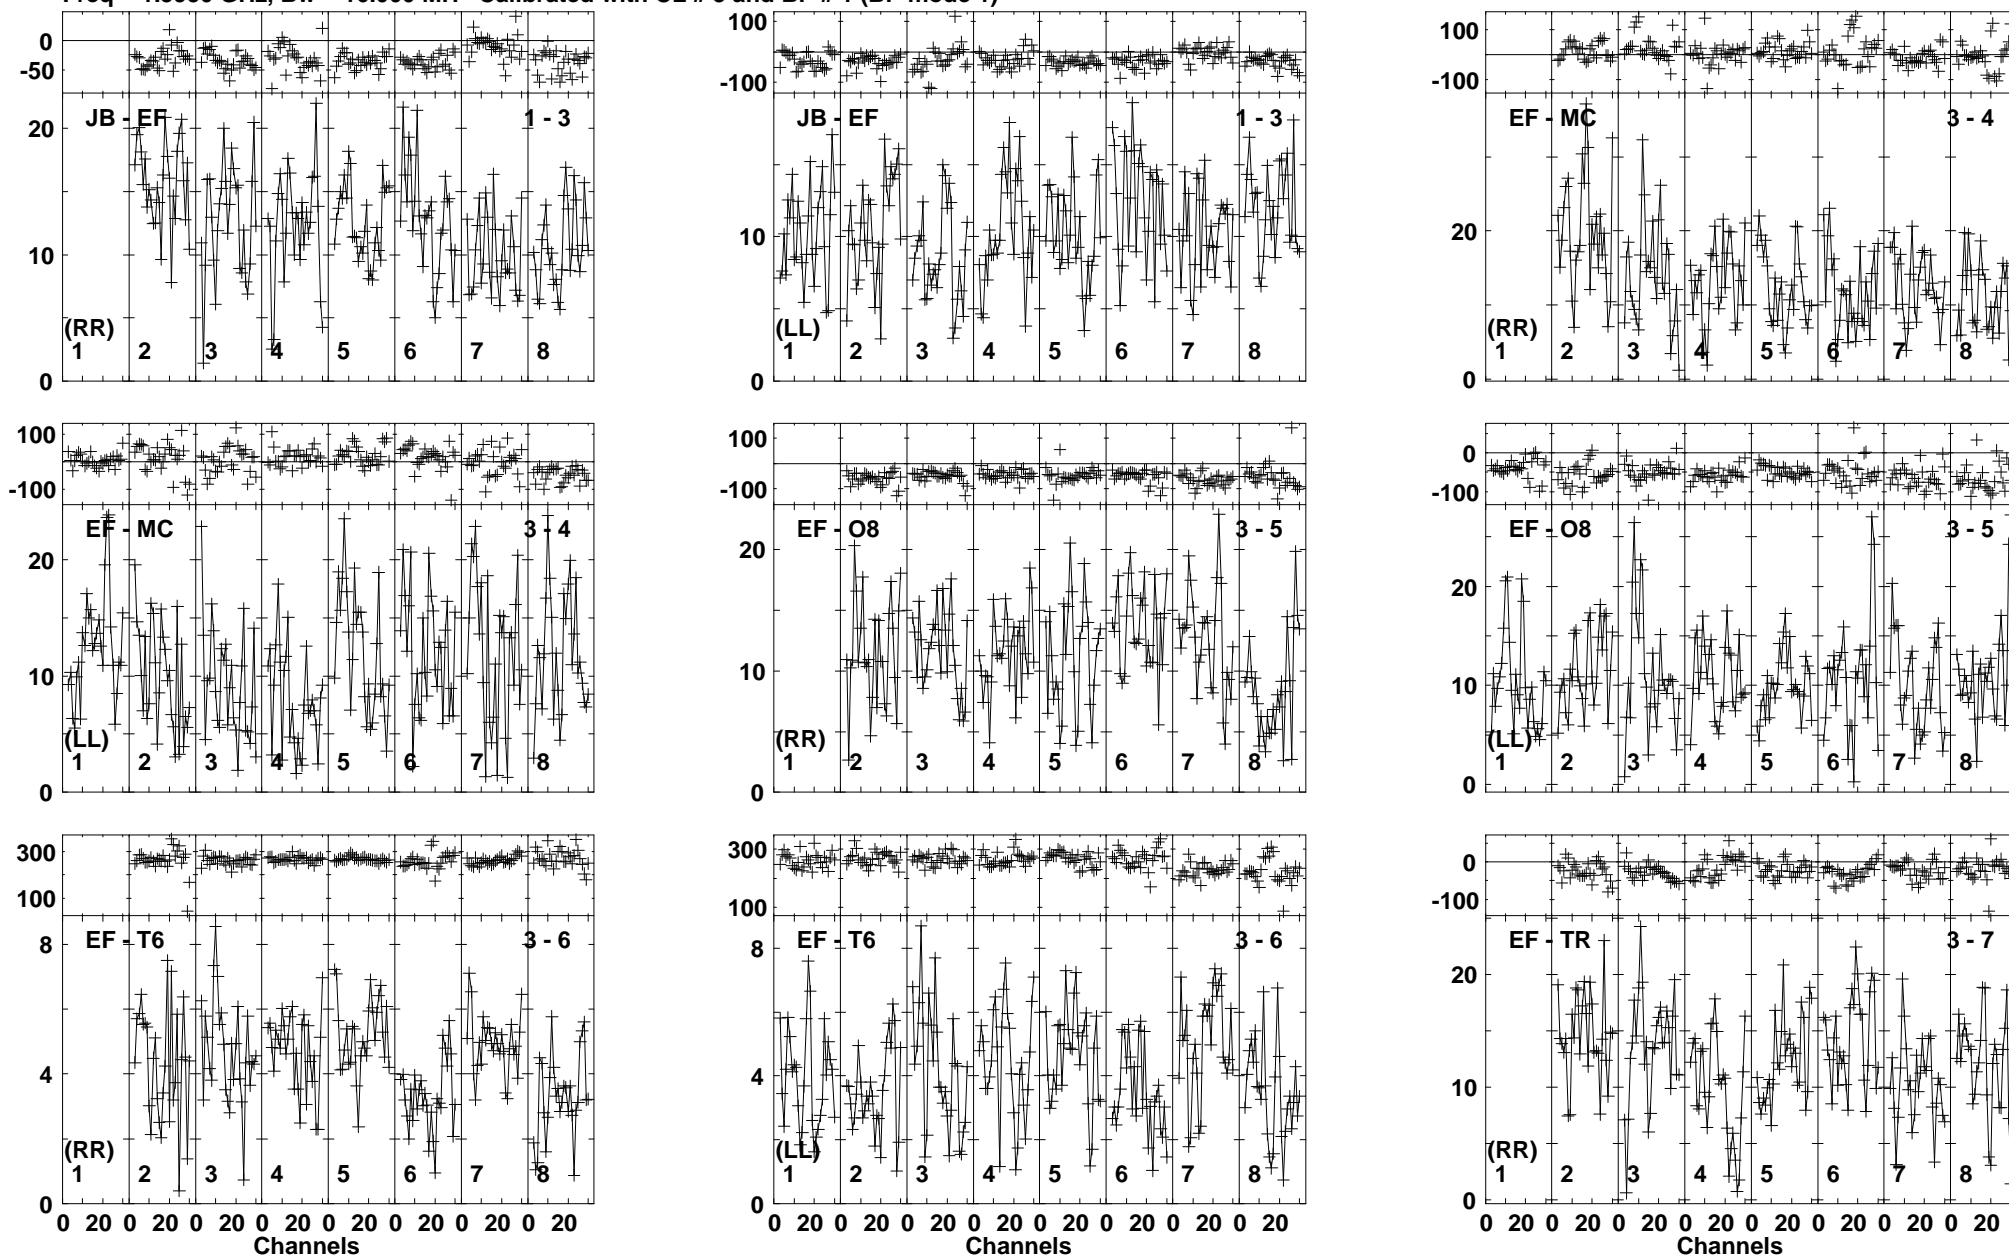 0 100 100
-50 -100 -100
JB - EF 1 - 3 JB - EF 1 - 3 EF - MC 3 - 4
20 10 0 10 0 20 0
(RR) (LL) (RR)
1 2 3 4 5 6 7 8 1 2 3 4 5 6 7 8 1 2 3 4 5 6 7 8
100 100 0
-100 -100 -100
EF - MC 3 - 4 EF - O8 3 - 5 EF - O8 3 - 5
20 10 0 20 10 0 20 10 0
(LL) (RR) (LL)
1 2 3 4 5 6 7 8 1 2 3 4 5 6 7 8 1 2 3 4 5 6 7 8
300 300 0
100 100 -100
EF - T6 3 - 6 EF - T6 3 - 6 EF - TR 3 - 7
8 4 0 8 4 0 20 10 0
(RR) (LL) (RR)
1 2 3 4 5 6 7 8 1 2 3 4 5 6 7 8 1 2 3 4 5 6 7 8
0 20 0 20 0 20 0 20 0 20 0 20 0 20 0 20 0 20 0 20 0 20 0 20 0 20 0 20 0 20 0 20 0 20 0 20 0 20 0 20 0 20 0 20 0 20 0 20
Channels Channels Channels